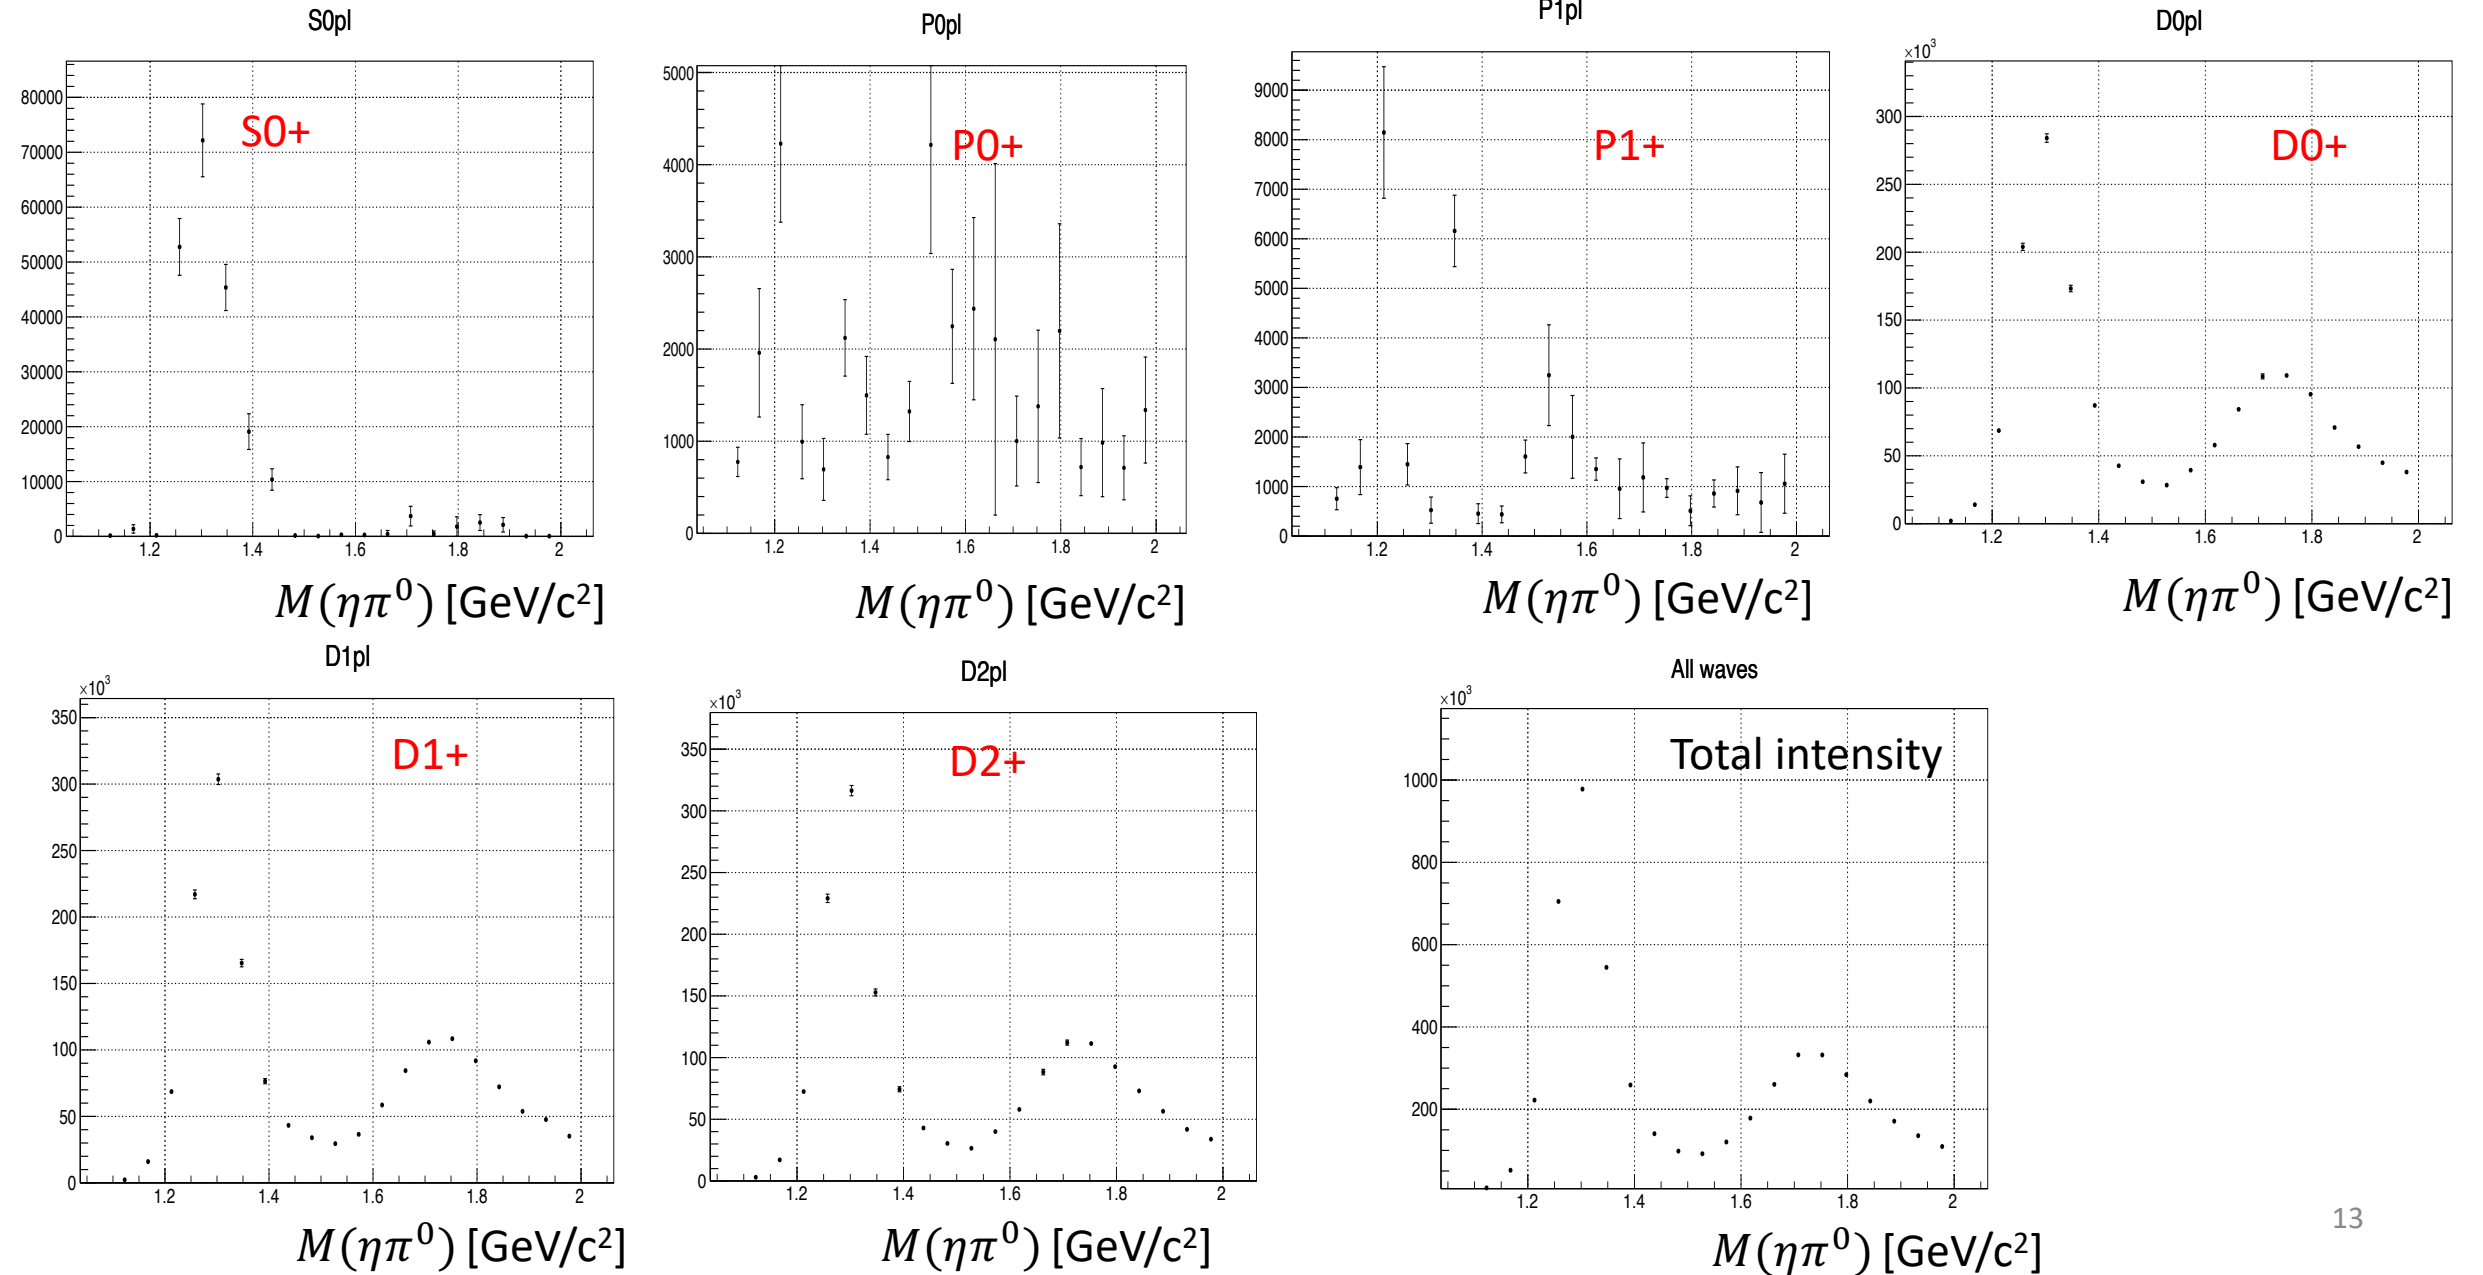 S0pl
80000
70000
60000
50000
40000
30000
20000
10000
0
1.2 1.4 1.6 1.8 2
S0+
M(ηπ⁰) [GeV/c²]
P0pl
5000
4000
3000
2000
1000
0
1.2 1.4 1.6 1.8 2
P0+
M(ηπ⁰) [GeV/c²]
P1pl
9000
8000
7000
6000
5000
4000
3000
2000
1000
0
1.2 1.4 1.6 1.8 2
P1+
M(ηπ⁰) [GeV/c²]
D0pl
×10³
300
250
200
150
100
50
0
1.2 1.4 1.6 1.8 2
D0+
M(ηπ⁰) [GeV/c²]
D1pl
×10³
350
300
250
200
150
100
50
0
1.2 1.4 1.6 1.8 2
D1+
M(ηπ⁰) [GeV/c²]
D2pl
×10³
350
300
250
200
150
100
50
0
1.2 1.4 1.6 1.8 2
D2+
M(ηπ⁰) [GeV/c²]
All waves
×10³
1000
800
600
400
200
1.2 1.4 1.6 1.8 2
Total intensity
M(ηπ⁰) [GeV/c²]
13